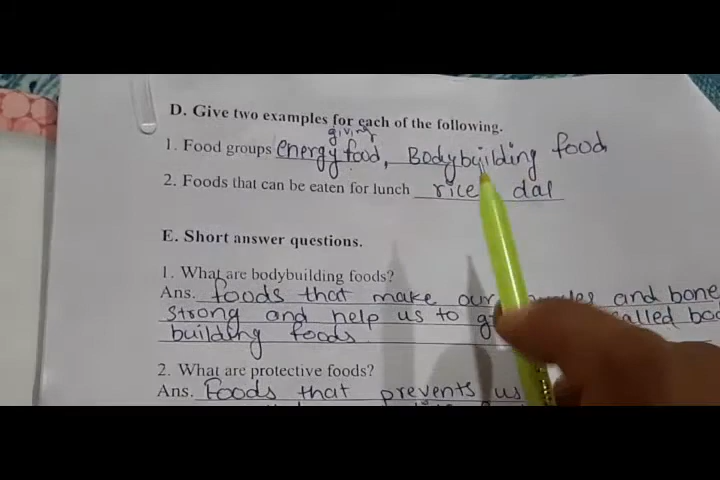 D. Give two examples for each of the following.
giving
1. Food groups energy food, Bodybuilding food
2. Foods that can be eaten for lunch rice dal
E. Short answer questions.
1. What are bodybuilding foods?
Ans. foods that make our and bone
strong and help us to called bod
building foods
2. What are protective foods?
Ans. Foods that prevents us